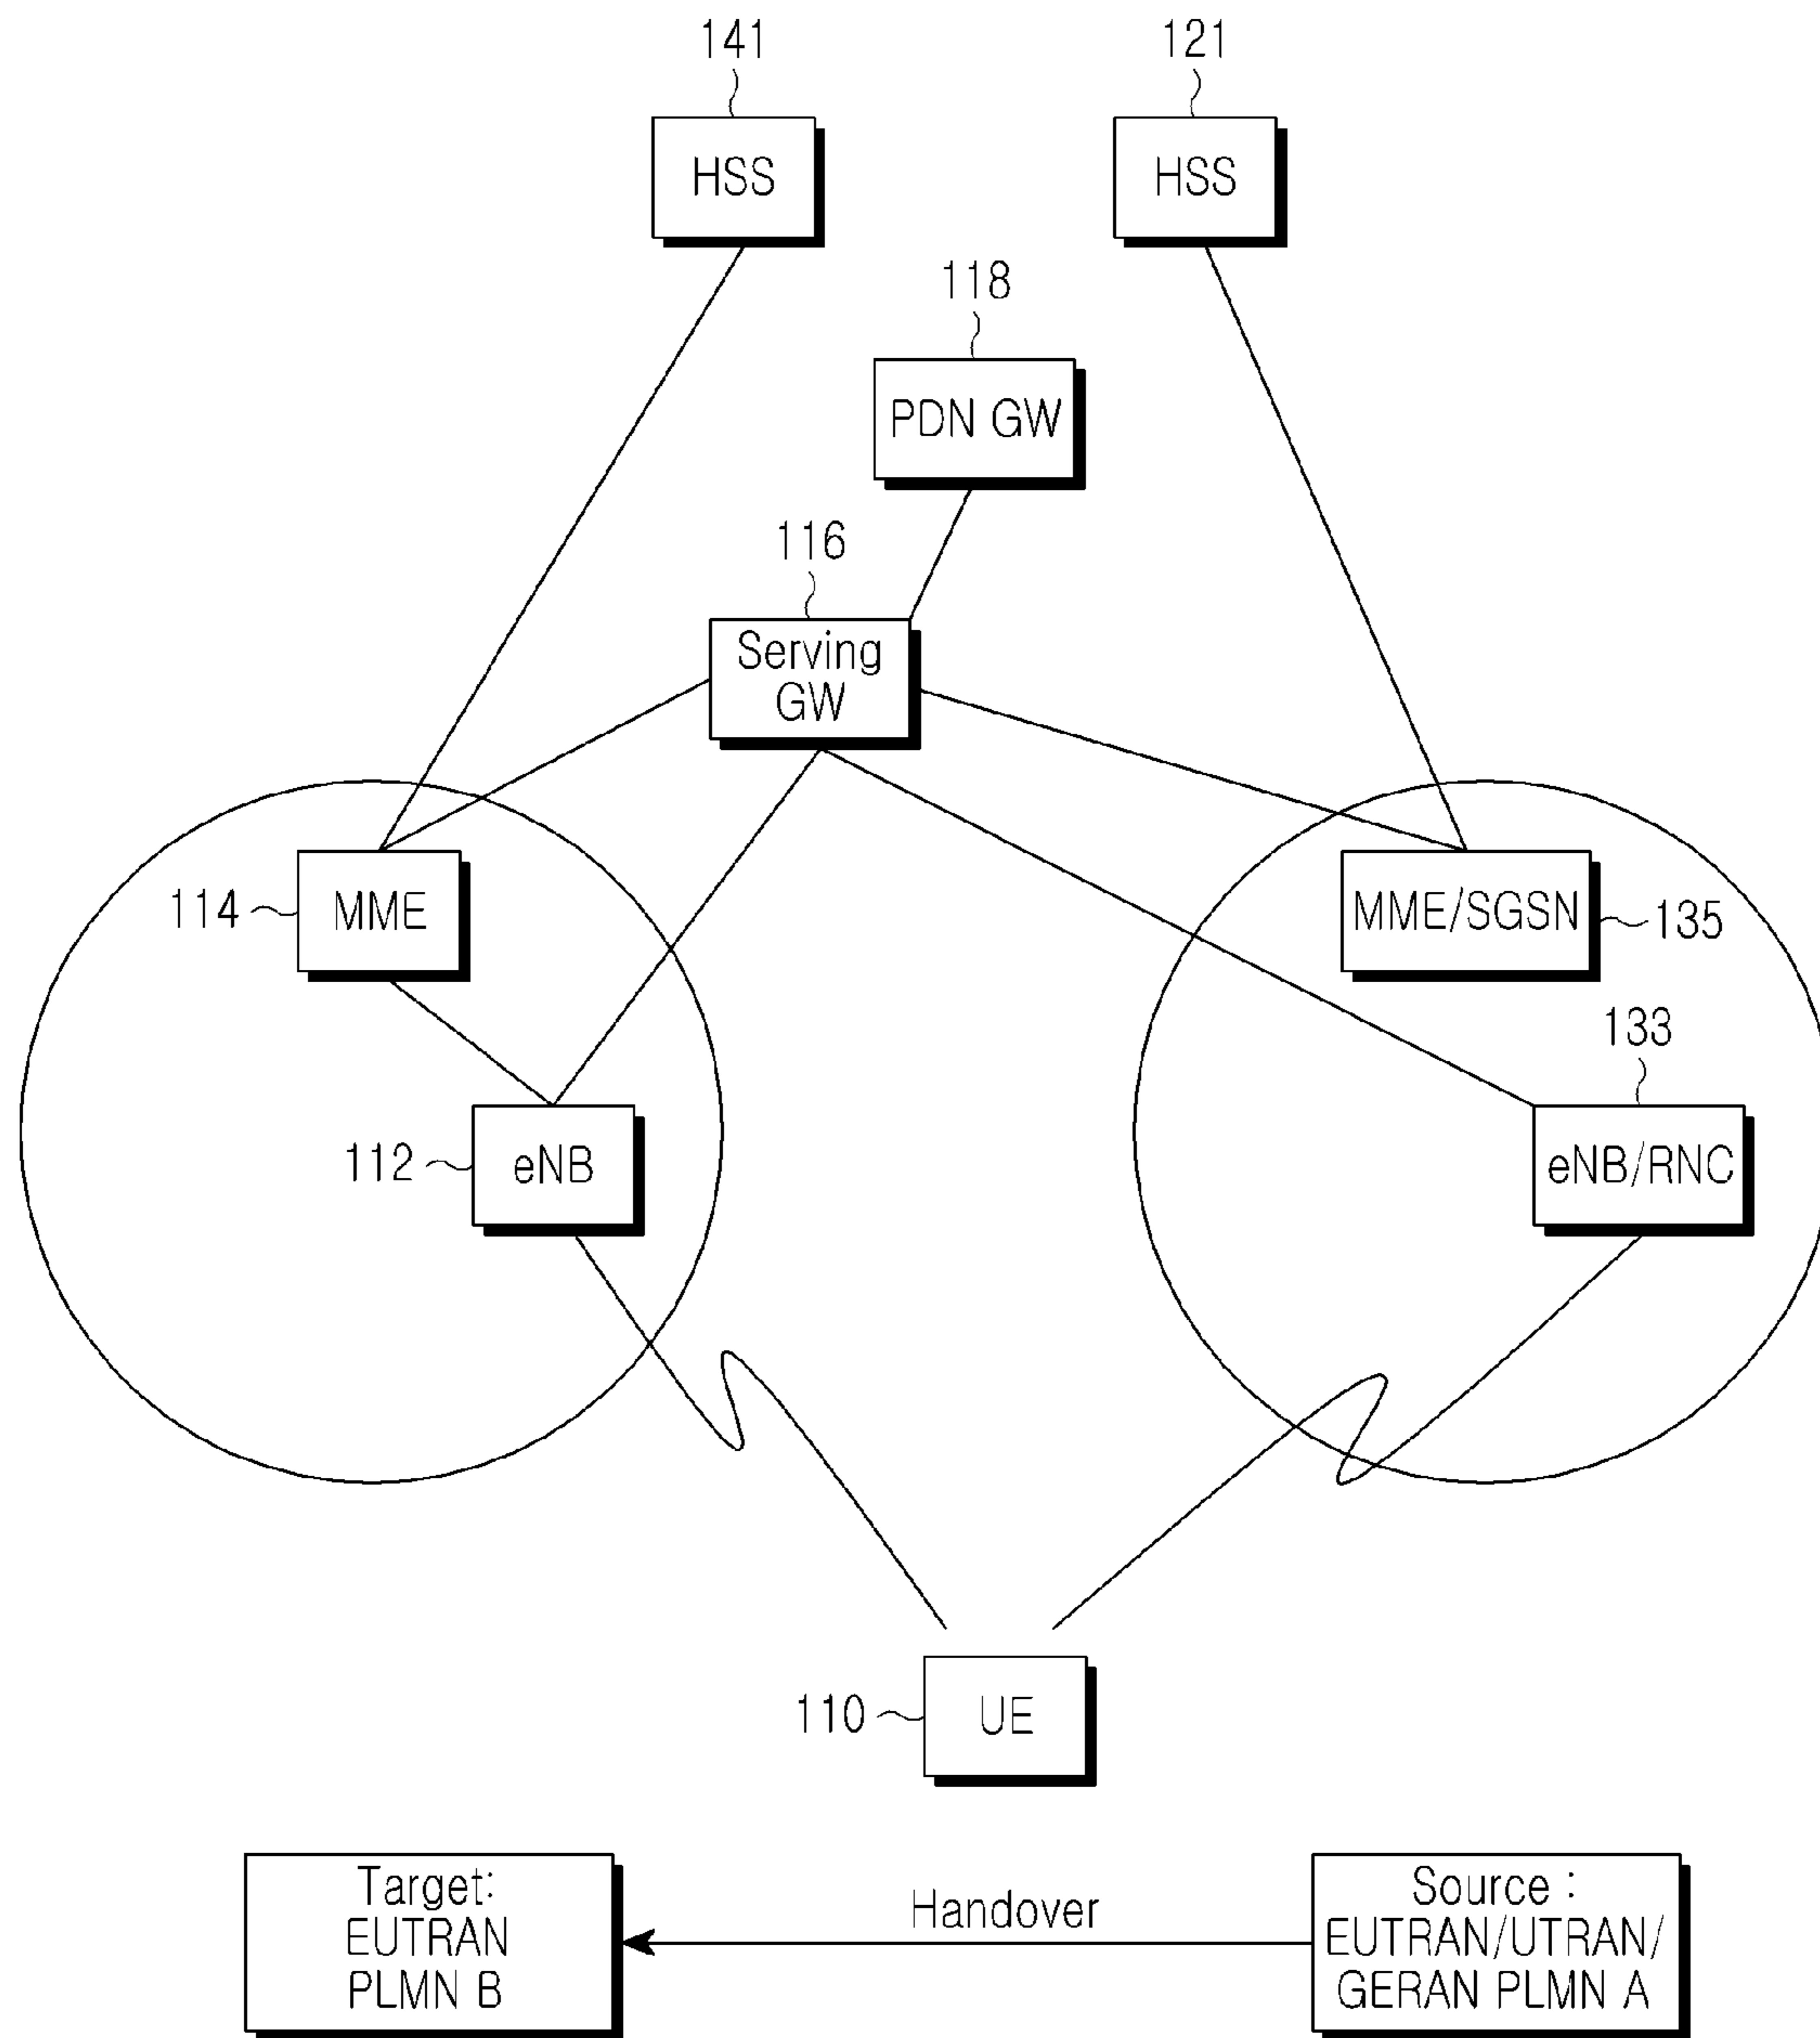 141
121
HSS
HSS
118
PDN GW
116
Serving
GW
114
MME
MME/SGSN
135
133
112
eNB
eNB/RNC
110
UE
Target:
EUTRAN
PLMN B
Handover
Source :
EUTRAN/UTRAN/
GERAN PLMN A